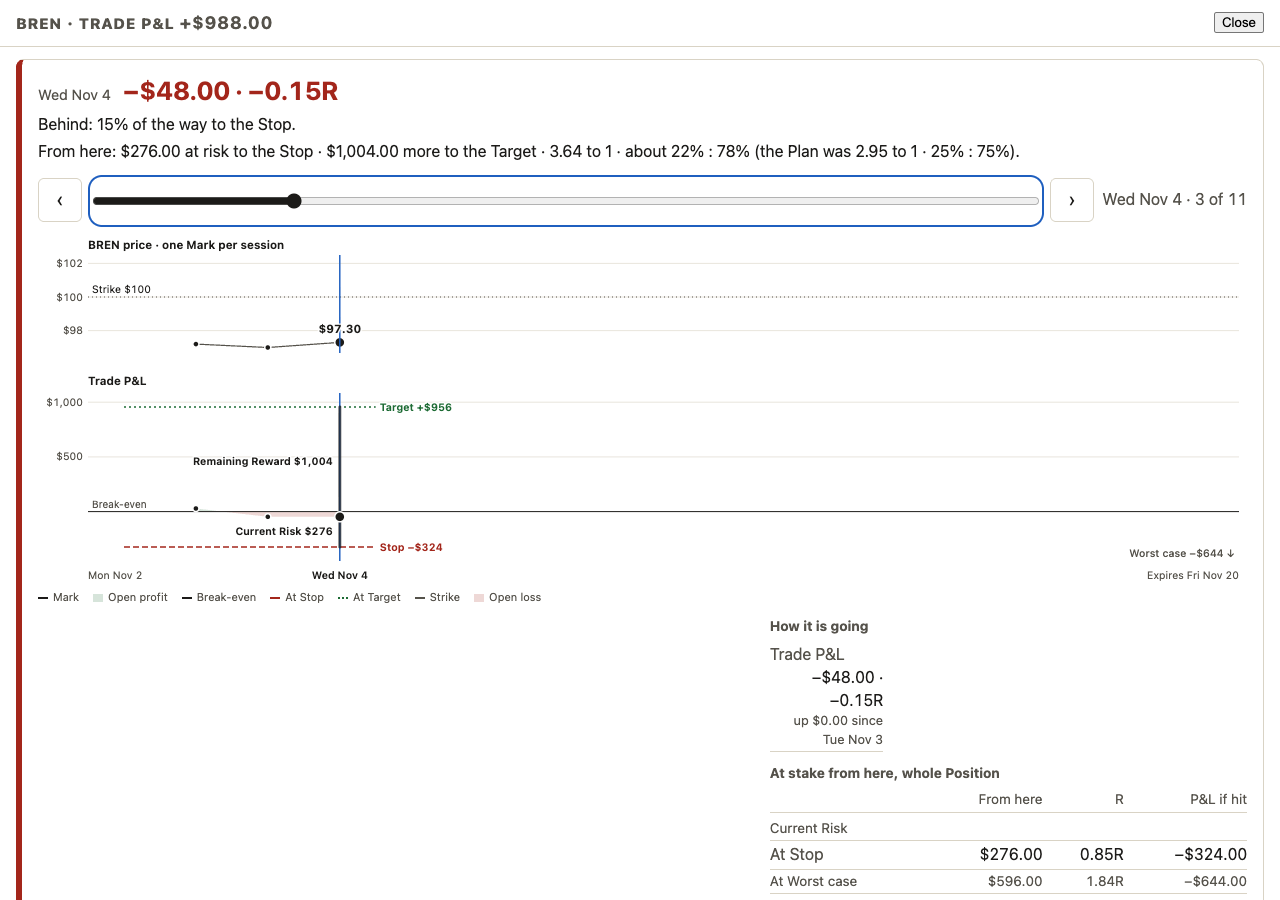 BREN · TRADE P&L +$988.00
Close
Wed Nov 4 −$48.00 · −0.15R
Behind: 15% of the way to the Stop.
From here: $276.00 at risk to the Stop · $1,004.00 more to the Target · 3.64 to 1 · about 22% : 78% (the Plan was 2.95 to 1 · 25% : 75%).
‹
›
Wed Nov 4 · 3 of 11
BREN price · one Mark per session
$102
Strike $100
$100
$98
$97.30
Trade P&L
$1,000
Target +$956
Remaining Reward $1,004
$500
Break-even
Current Risk $276
Stop −$324
Worst case −$644 ↓
Mon Nov 2
Wed Nov 4
Expires Fri Nov 20
Mark Open profit Break-even At Stop At Target Strike Open loss
How it is going
Trade P&L
−$48.00 ·
−0.15R
up $0.00 since
Tue Nov 3
At stake from here, whole Position
From here R P&L if hit
Current Risk
At Stop $276.00 0.85R −$324.00
At Worst case $596.00 1.84R −$644.00